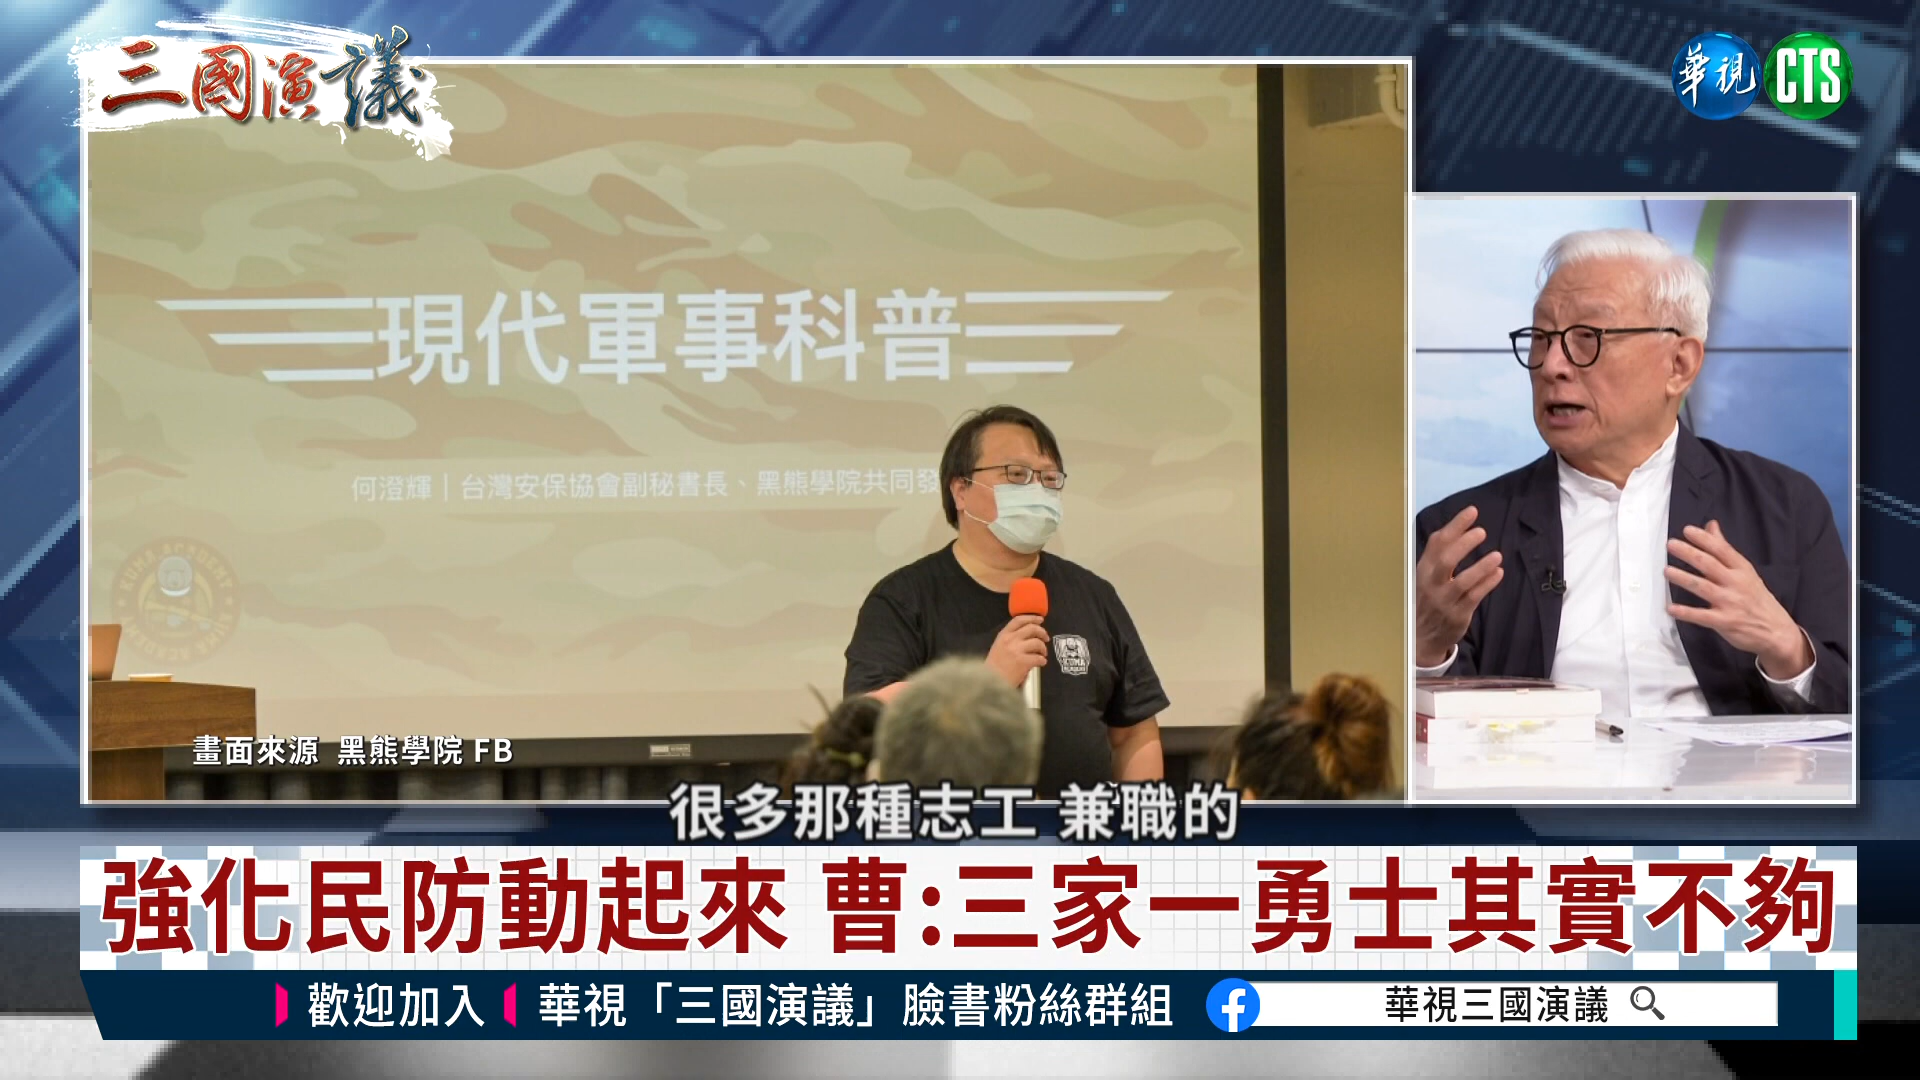 三國演議
華視 CTS
現代軍事科普
何澄輝｜台灣安保協會副秘書長、黑熊學院共同發
KUMA ACADEMY
KUMA
畫面來源 黑熊學院 FB
很多那種志工 兼職的
強化民防動起來 曹:三家一勇士其實不夠
歡迎加入 華視「三國演議」臉書粉絲群組
華視三國演議